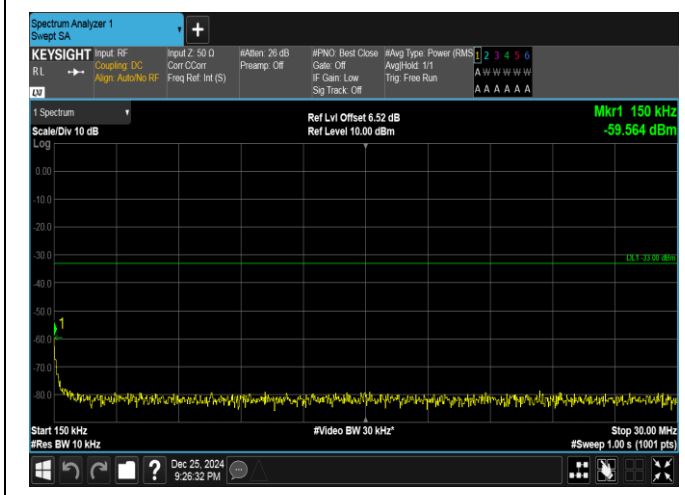 Spectrum Analyzer 1
Swept SA
+
KEYSIGHT
RL
LXI
Input: RF
Coupling: DC
Align: Auto/No RF
Input Z: 50 Ω
Corr CCorr
Freq Ref: Int (S)
#Atten: 26 dB
Preamp: Off
#PNO: Best Close
Gate: Off
IF Gain: Low
Sig Track: Off
#Avg Type: Power (RMS
Avg|Hold: 1/1
Trig: Free Run
1 2 3 4 5 6
A W W W W W
A A A A A A
1 Spectrum
Scale/Div 10 dB
Log
Ref Lvl Offset 6.52 dB
Ref Level 10.00 dBm
Mkr1 150 kHz
-59.564 dBm
0.00
-10.0
-20.0
-30.0
DL1 -33.00 dBm
-40.0
-50.0
1
-60.0
-70.0
-80.0
Start 150 kHz
#Res BW 10 kHz
#Video BW 30 kHz*
Stop 30.00 MHz
#Sweep 1.00 s (1001 pts)
?
Dec 25, 2024
9:26:32 PM